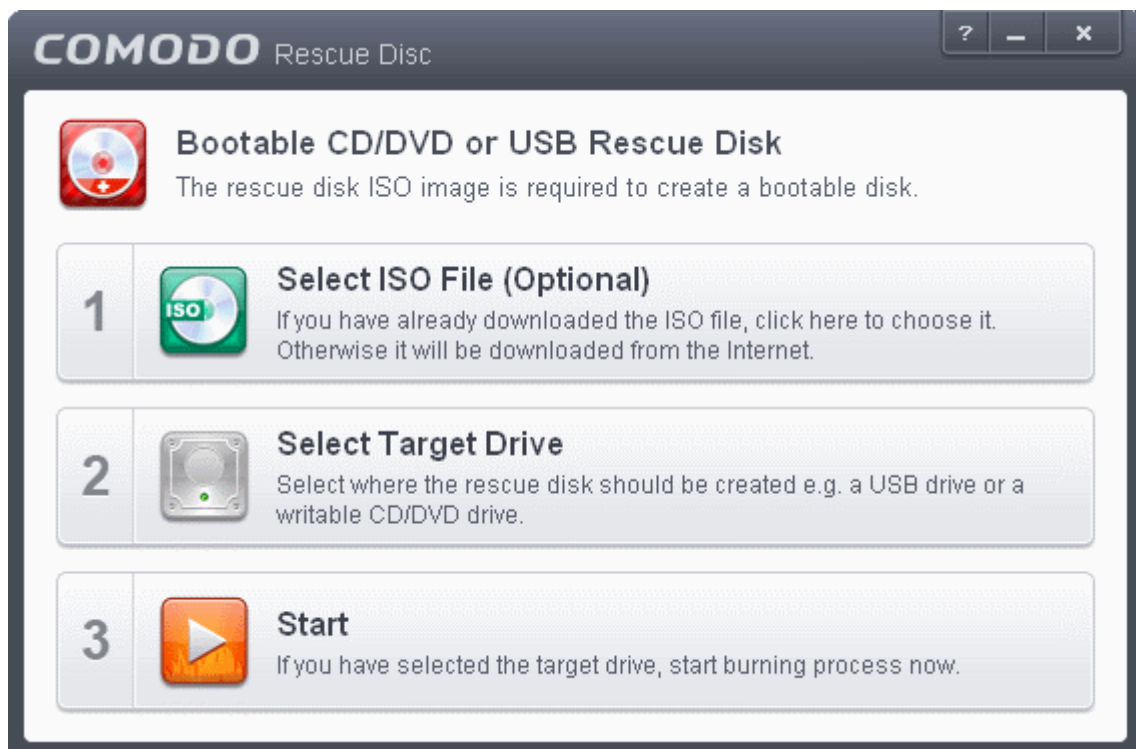 COMODO Rescue Disc
? _ ×
Bootable CD/DVD or USB Rescue Disk
The rescue disk ISO image is required to create a bootable disk.
1
ISO
Select ISO File (Optional)
If you have already downloaded the ISO file, click here to choose it.
Otherwise it will be downloaded from the Internet.
2
Select Target Drive
Select where the rescue disk should be created e.g. a USB drive or a
writable CD/DVD drive.
3
Start
If you have selected the target drive, start burning process now.